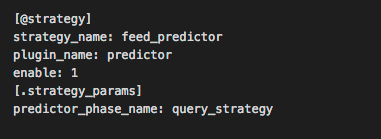 [@strategy]
strategy_name: feed_predictor
plugin_name: predictor
enable: 1
[.strategy_params]
predictor_phase_name: query_strategy